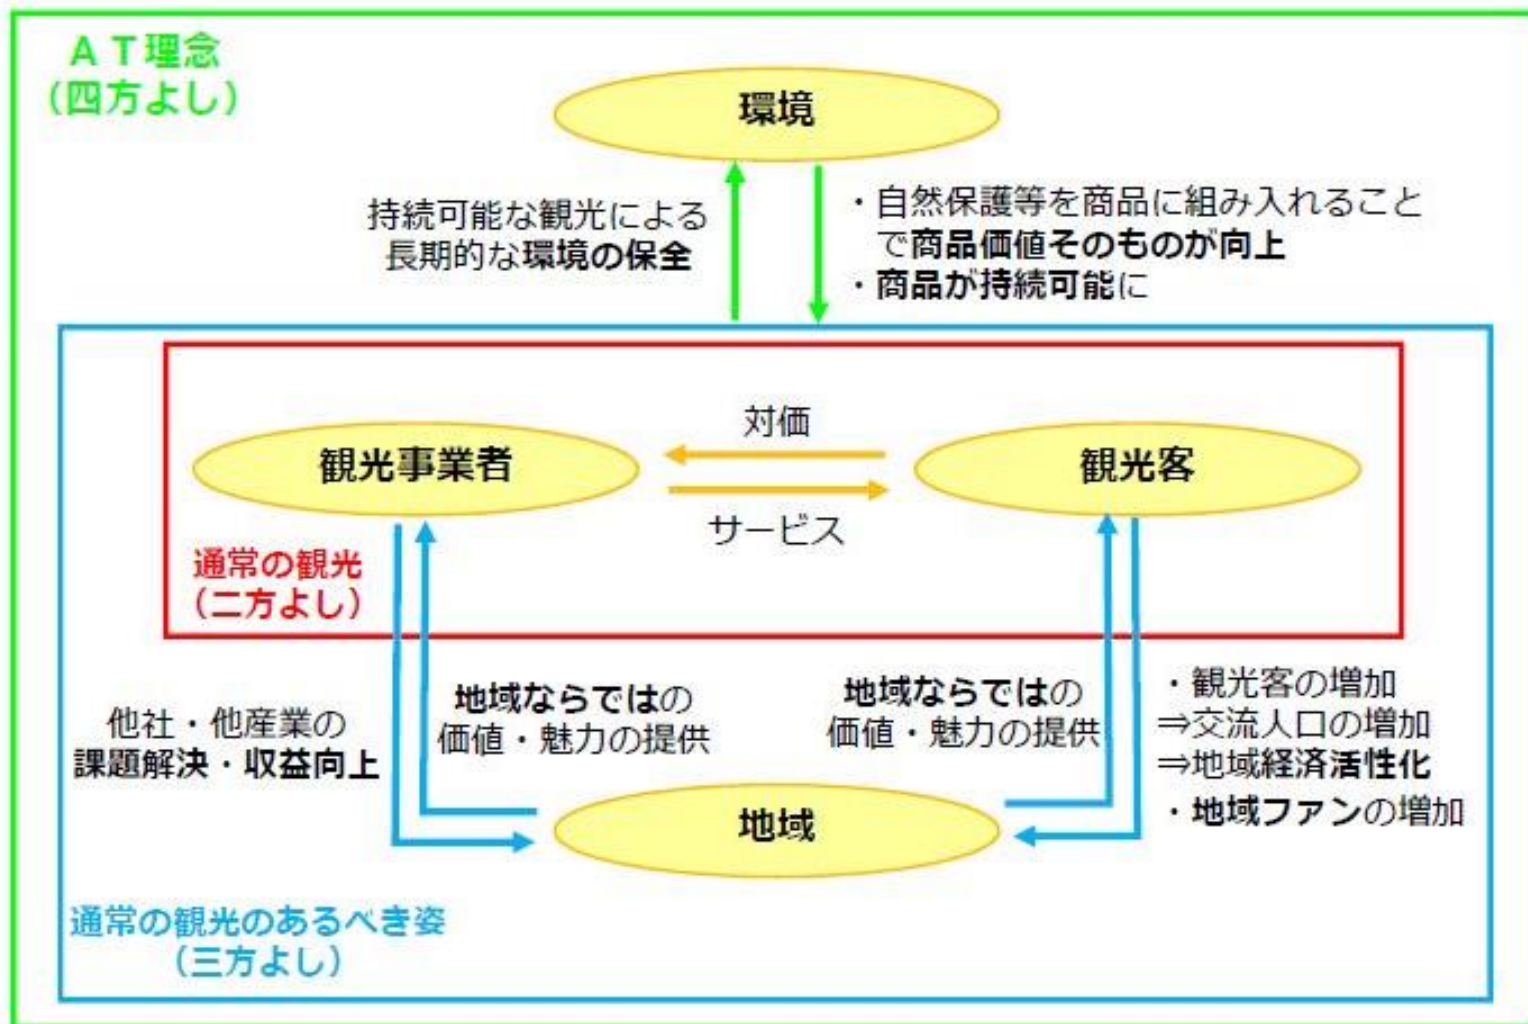 ＡＴ理念
（四方よし）
環境
持続可能な観光による
長期的な環境の保全
・自然保護等を商品に組み入れること
で商品価値そのものが向上
・商品が持続可能に
対価
観光事業者
観光客
サービス
通常の観光
（二方よし）
他社・他産業の
課題解決・収益向上
地域ならではの
価値・魅力の提供
地域ならではの
価値・魅力の提供
・観光客の増加
⇒交流人口の増加
⇒地域経済活性化
・地域ファンの増加
地域
通常の観光のあるべき姿
（三方よし）